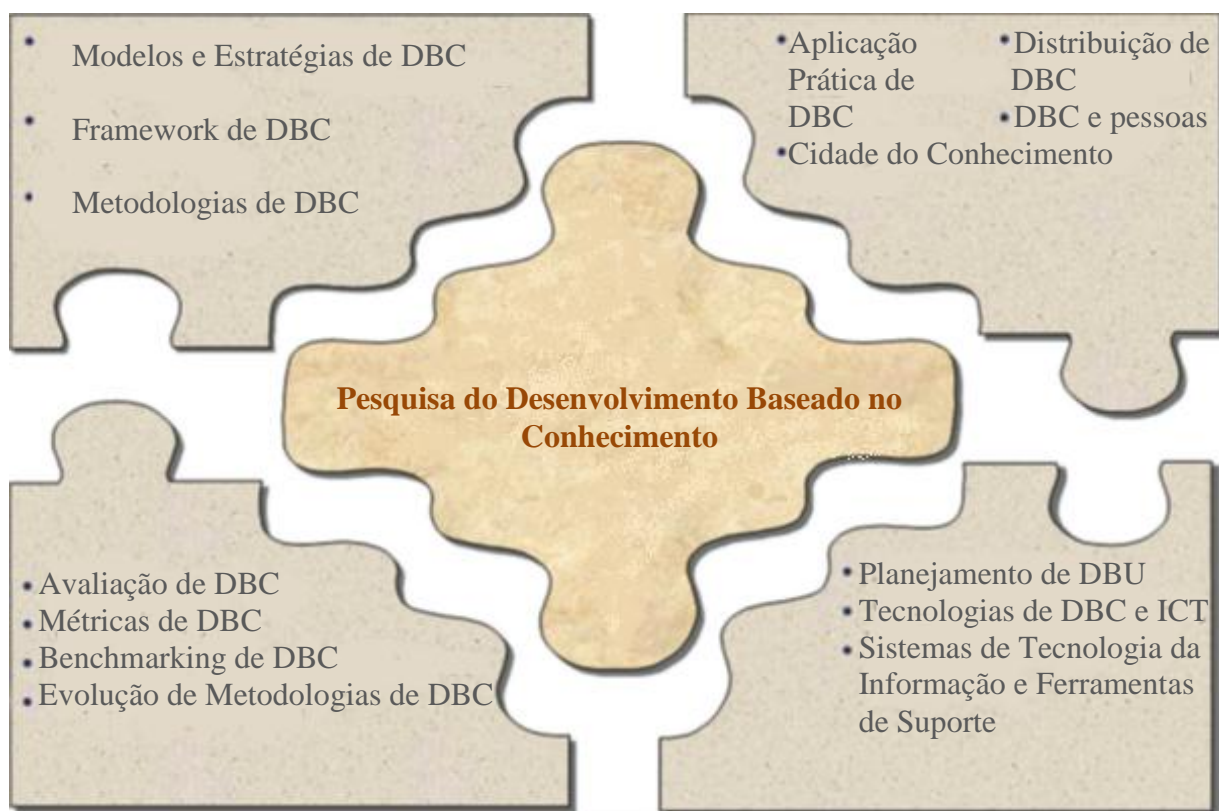 • Modelos e Estratégias de DBC
• Framework de DBC
• Metodologias de DBC
• Aplicação
Prática de
DBC
• Distribuição de
DBC
• DBC e pessoas
• Cidade do Conhecimento
Pesquisa do Desenvolvimento Baseado no
Conhecimento
• Avaliação de DBC
• Métricas de DBC
• Benchmarking de DBC
• Evolução de Metodologias de DBC
• Planejamento de DBU
• Tecnologias de DBC e ICT
• Sistemas de Tecnologia da
Informação e Ferramentas
de Suporte